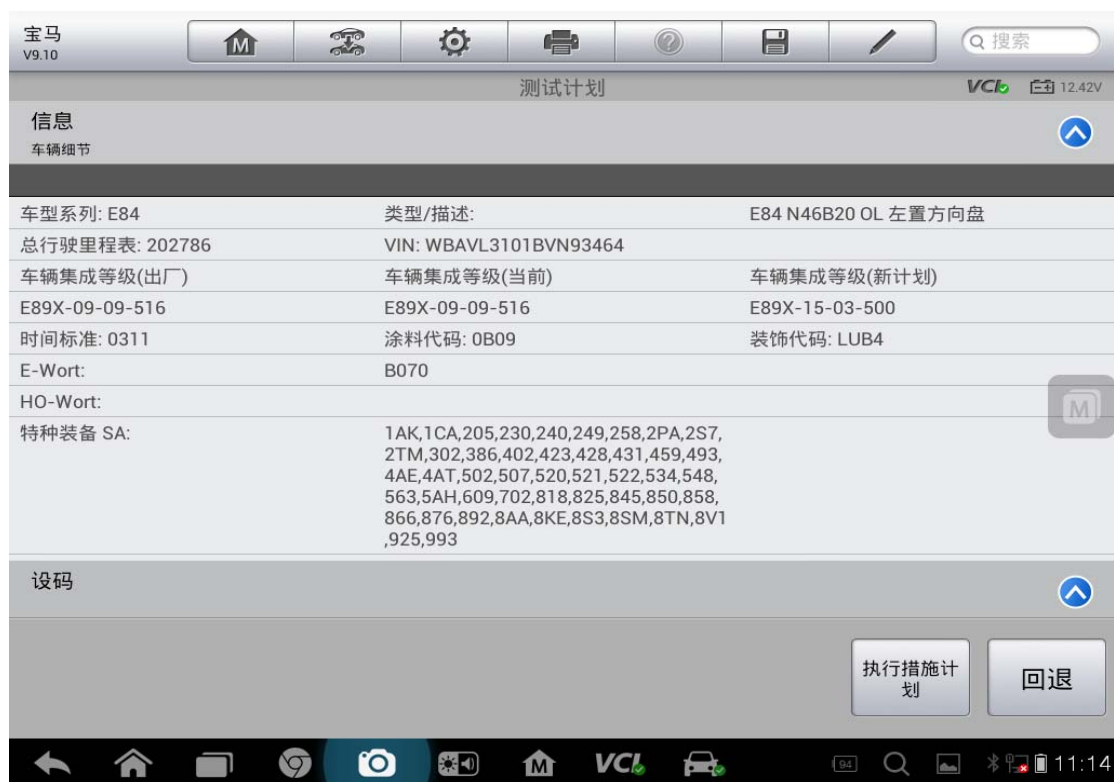 宝马
V9.10
M
搜索
测试计划
VCI 12.42V
信息
车辆细节
车型系列: E84 类型/描述: E84 N46B20 OL 左置方向盘
总行驶里程表: 202786 VIN: WBAVL3101BVN93464
车辆集成等级(出厂) 车辆集成等级(当前) 车辆集成等级(新计划)
E89X-09-09-516 E89X-09-09-516 E89X-15-03-500
时间标准: 0311 涂料代码: 0B09 装饰代码: LUB4
E-Wort: B070
HO-Wort:
M
特种装备 SA: 1AK,1CA,205,230,240,249,258,2PA,2S7,
2TM,302,386,402,423,428,431,459,493,
4AE,4AT,502,507,520,521,522,534,548,
563,5AH,609,702,818,825,845,850,858,
866,876,892,8AA,8KE,8S3,8SM,8TN,8V1
,925,993
设码
执行措施计
划
回退
M VCI 94 11:14